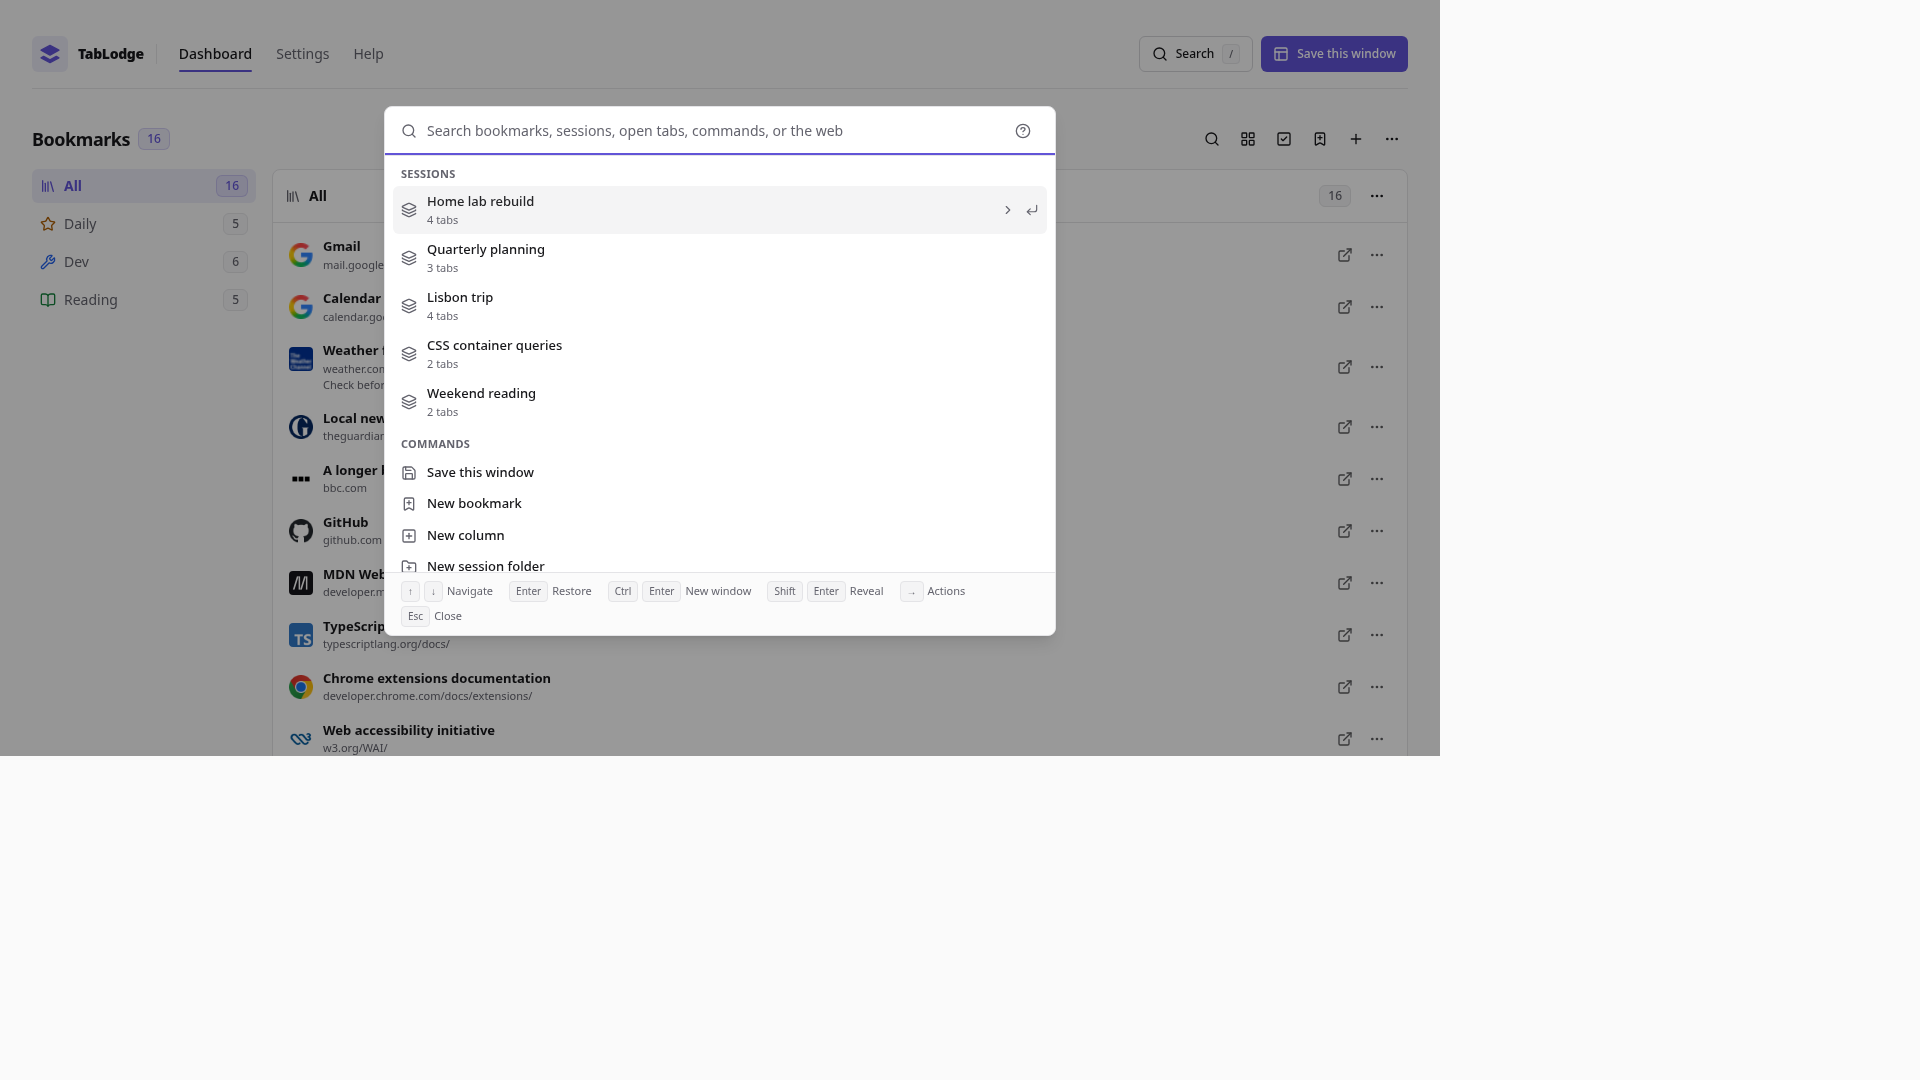 TabLodge
Dashboard
Settings
Help
Search /
Save this window
Bookmarks 16
All 16
Daily 5
Dev 6
Reading 5
All
16
Gmail
mail.google
Calendar
calendar.go
Weather
weather.co
Check befor
Local new
theguardian
A longer
bbc.com
GitHub
github.com
MDN Web
developer.m
TypeScrip
typescriptlang.org/docs/
Chrome extensions documentation
developer.chrome.com/docs/extensions/
Web accessibility initiative
w3.org/WAI/
Search bookmarks, sessions, open tabs, commands, or the web
SESSIONS
Home lab rebuild
4 tabs
Quarterly planning
3 tabs
Lisbon trip
4 tabs
CSS container queries
2 tabs
Weekend reading
2 tabs
COMMANDS
Save this window
New bookmark
New column
New session folder
↑ ↓ Navigate Enter Restore Ctrl Enter New window Shift Enter Reveal → Actions
Esc Close